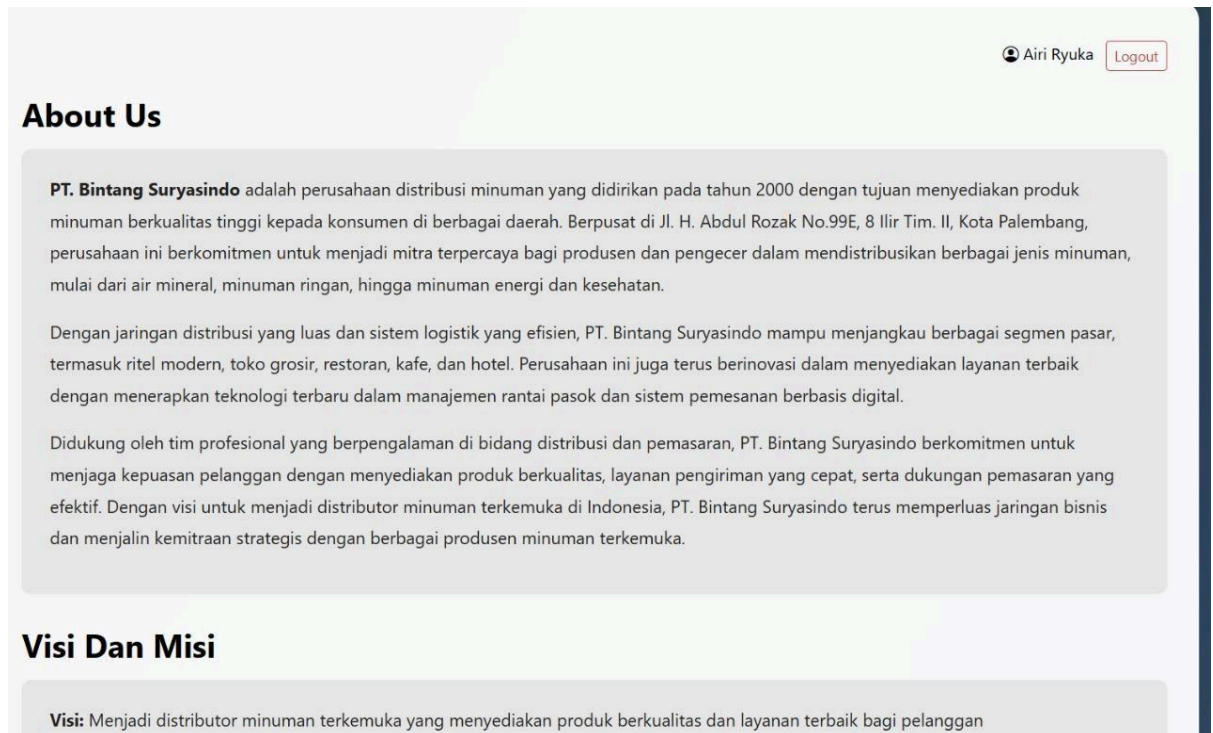 Airi Ryuka Logout
About Us
PT. Bintang Suryasindo adalah perusahaan distribusi minuman yang didirikan pada tahun 2000 dengan tujuan menyediakan produk
minuman berkualitas tinggi kepada konsumen di berbagai daerah. Berpusat di Jl. H. Abdul Rozak No.99E, 8 Ilir Tim. II, Kota Palembang,
perusahaan ini berkomitmen untuk menjadi mitra terpercaya bagi produsen dan pengecer dalam mendistribusikan berbagai jenis minuman,
mulai dari air mineral, minuman ringan, hingga minuman energi dan kesehatan.
Dengan jaringan distribusi yang luas dan sistem logistik yang efisien, PT. Bintang Suryasindo mampu menjangkau berbagai segmen pasar,
termasuk ritel modern, toko grosir, restoran, kafe, dan hotel. Perusahaan ini juga terus berinovasi dalam menyediakan layanan terbaik
dengan menerapkan teknologi terbaru dalam manajemen rantai pasok dan sistem pemesanan berbasis digital.
Didukung oleh tim profesional yang berpengalaman di bidang distribusi dan pemasaran, PT. Bintang Suryasindo berkomitmen untuk
menjaga kepuasan pelanggan dengan menyediakan produk berkualitas, layanan pengiriman yang cepat, serta dukungan pemasaran yang
efektif. Dengan visi untuk menjadi distributor minuman terkemuka di Indonesia, PT. Bintang Suryasindo terus memperluas jaringan bisnis
dan menjalin kemitraan strategis dengan berbagai produsen minuman terkemuka.
Visi Dan Misi
Visi: Menjadi distributor minuman terkemuka yang menyediakan produk berkualitas dan layanan terbaik bagi pelanggan